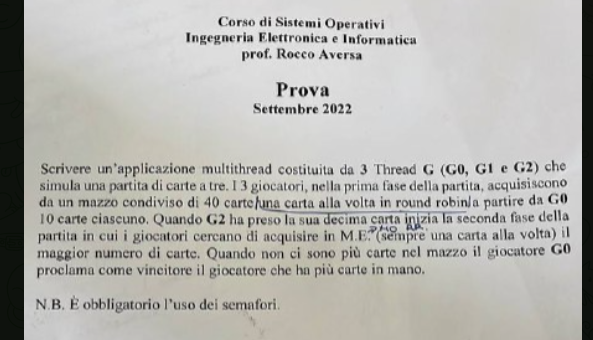 Corso di Sistemi Operativi
Ingegneria Elettronica e Informatica
prof. Rocco Aversa
Prova
Settembre 2022
Scrivere un'applicazione multithread costituita da 3 Thread G (G0, G1 e G2) che
simula una partita di carte a tre. I 3 giocatori, nella prima fase della partita, acquisiscono
da un mazzo condiviso di 40 carte una carta alla volta in round robin a partire da G0
10 carte ciascuno. Quando G2 ha preso la sua decima carta inizia la seconda fase della
partita in cui i giocatori cercano di acquisire in M.E. (sempre una carta alla volta) il
maggior numero di carte. Quando non ci sono più carte nel mazzo il giocatore G0
proclama come vincitore il giocatore che ha più carte in mano.
N.B. È obbligatorio l'uso dei semafori.